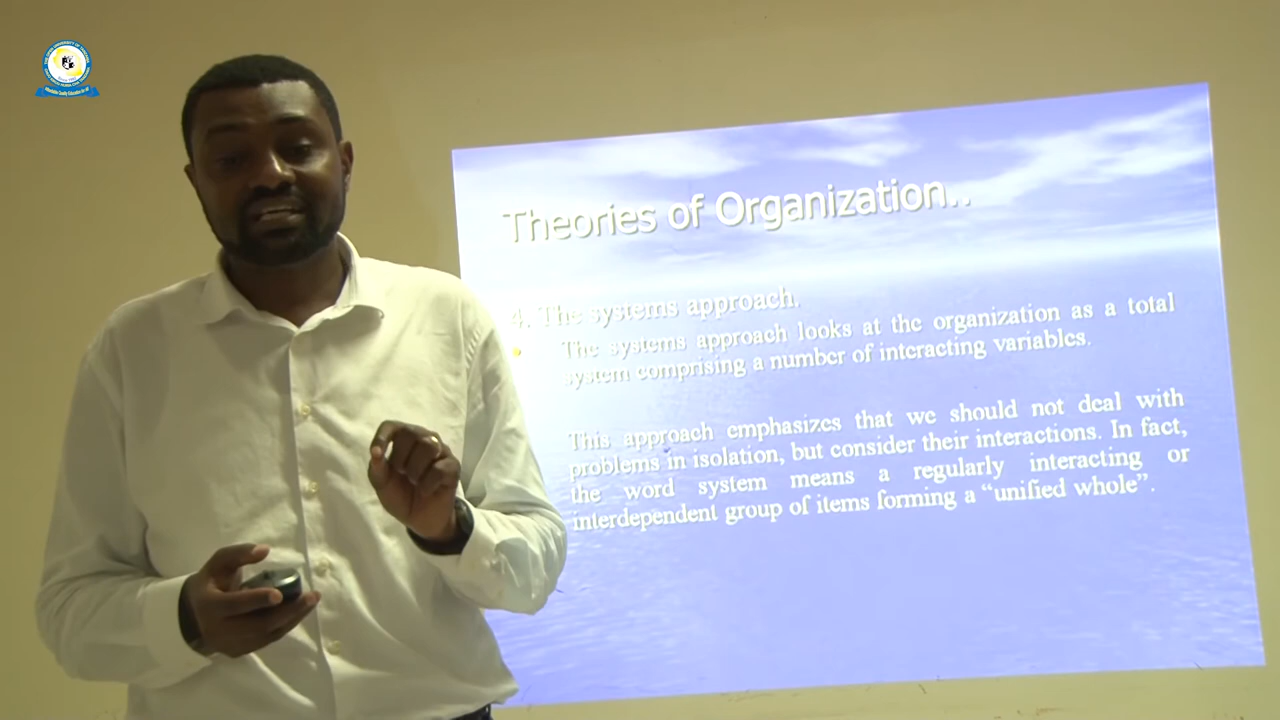 Theories of Organization..
4. The systems approach.
The systems approach looks at the organization as a total
system comprising a number of interacting variables.
This approach emphasizes that we should not deal with
problems in isolation, but consider their interactions. In fact,
the word system means a regularly interacting or
interdependent group of items forming a “unified whole”.